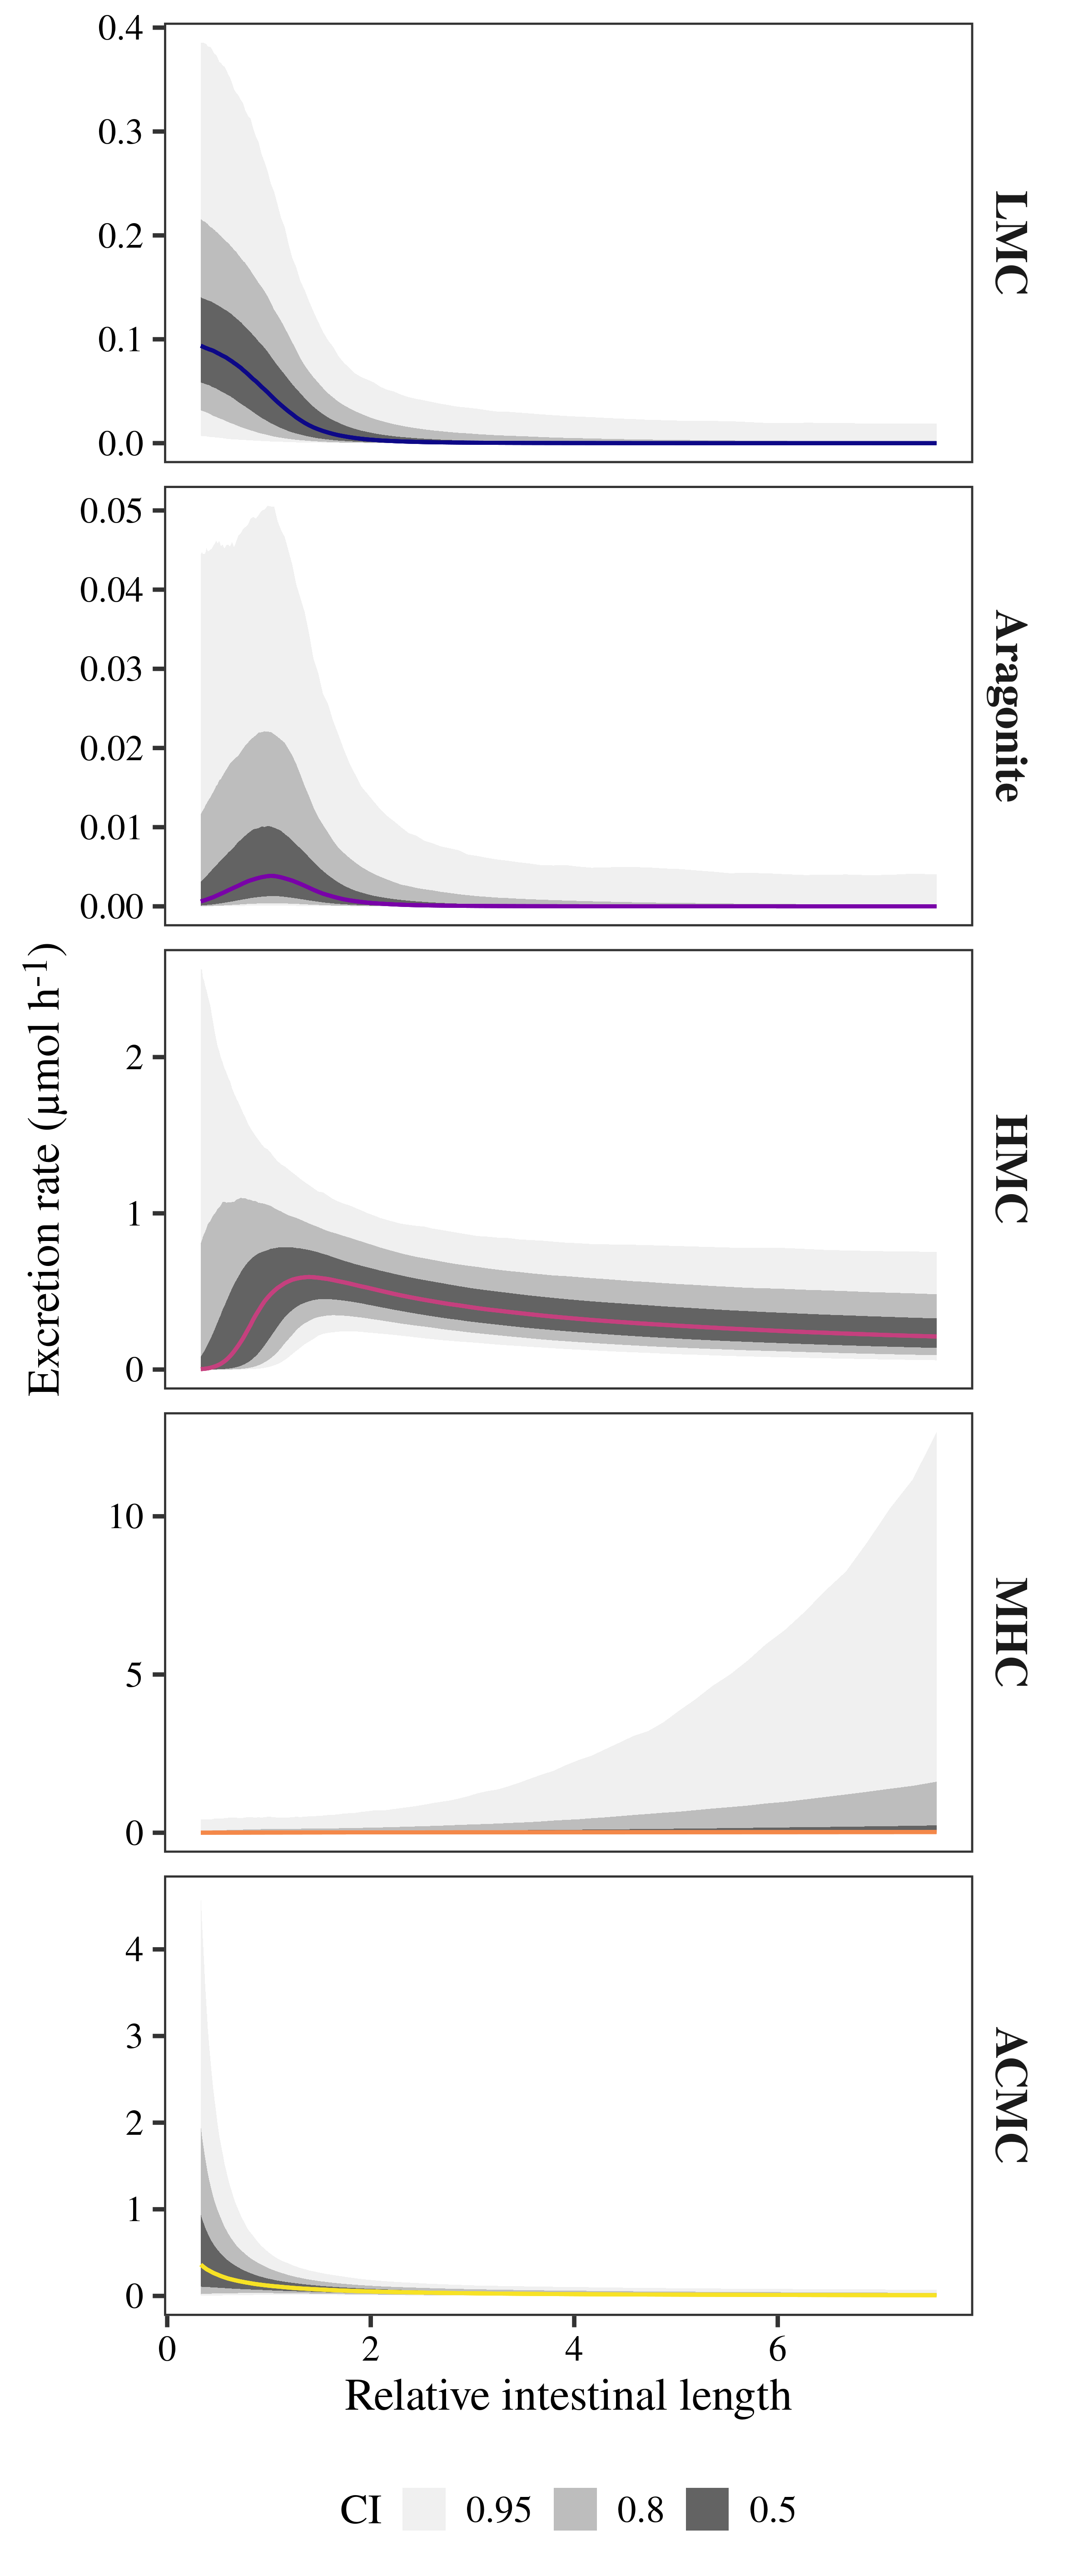 0.4
0.3
0.2
0.1
0.0
LMC
0.05
0.04
0.03
0.02
0.01
0.00
Aragonite
2
1
0
HMC
10
5
0
MHC
4
3
2
1
0
ACMC
Excretion rate (µmol h⁻¹)
0 2 4 6
Relative intestinal length
CI 0.95 0.8 0.5